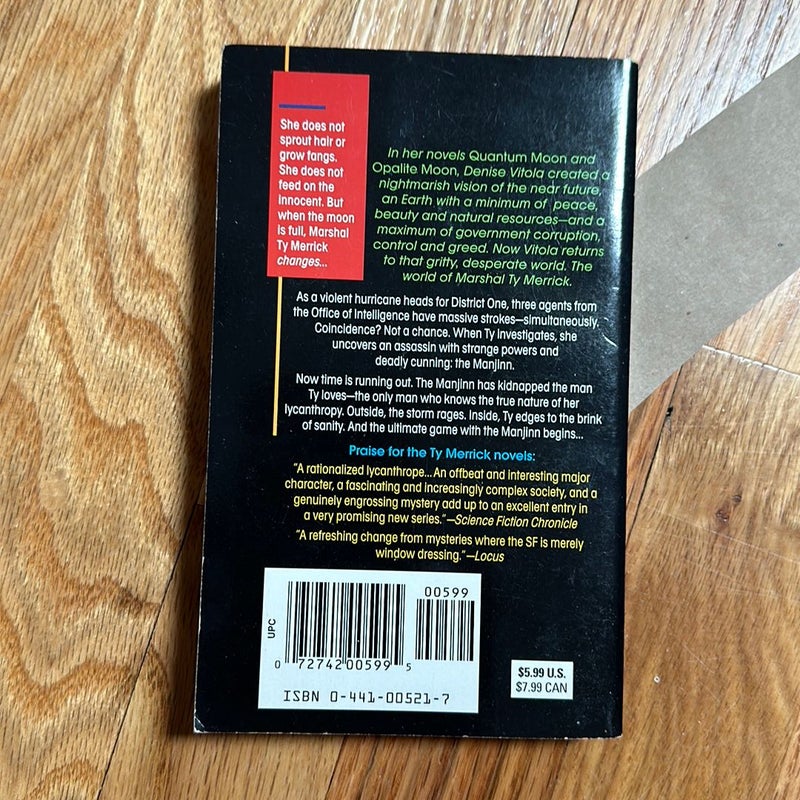 She does not
sprout hair or
grow fangs.
She does not
feed on the
innocent. But
when the moon
is full, Marshal
Ty Merrick
changes...
In her novels Quantum Moon and
Opalite Moon, Denise Vitola created a
nightmarish vision of the near future,
an Earth with a minimum of peace,
beauty and natural resources—and a
maximum of government corruption,
control and greed. Now Vitola returns
to that gritty, desperate world. The
world of Marshal Ty Merrick.
As a violent hurricane heads for District One, three agents from
the Office of Intelligence have massive strokes—simultaneously.
Coincidence? Not a chance. When Ty investigates, she
uncovers an assassin with strange powers and
deadly cunning: the Manjinn.
Now time is running out. The Manjinn has kidnapped the man
Ty loves—the only man who knows the true nature of her
lycanthropy. Outside, the storm rages. Inside, Ty edges to the brink
of sanity. And the ultimate game with the Manjinn begins...
Praise for the Ty Merrick novels:
"A rationalized lycanthrope...An offbeat and interesting major
character, a fascinating and increasingly complex society, and a
genuinely engrossing mystery add up to an excellent entry in
a very promising new series."—Science Fiction Chronicle
"A refreshing change from mysteries where the SF is merely
window dressing."—Locus
00599
UPC
0 72742 00599 5
ISBN 0-441-00521-7
$5.99 U.S.
$7.99 CAN